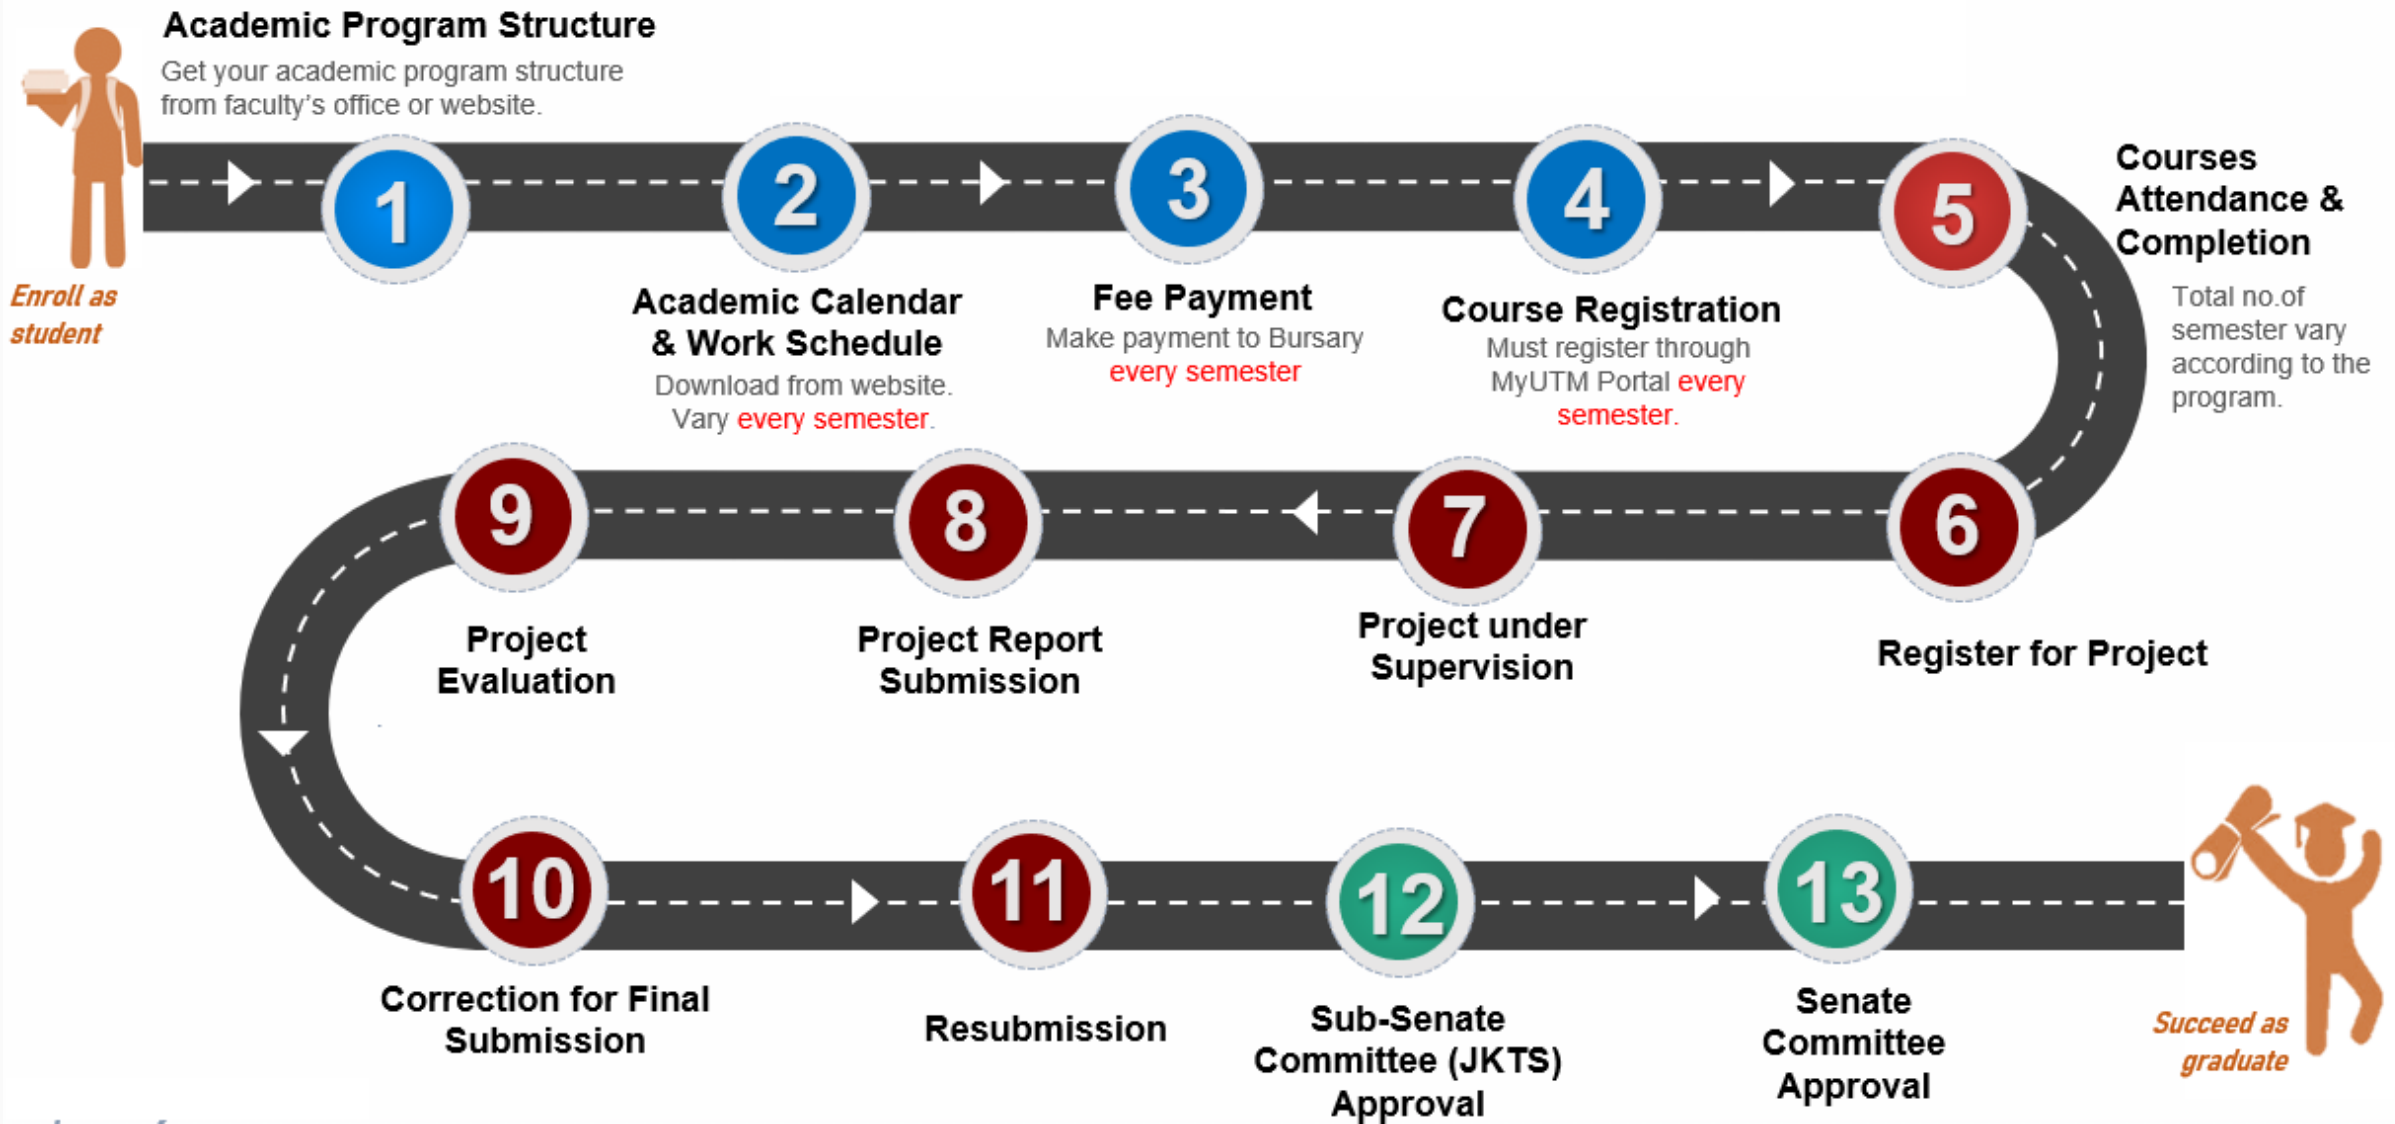 Academic Program Structure
Get your academic program structure
from faculty's office or website.
Enroll as
student
1
2
3
4
5
Academic Calendar
& Work Schedule
Download from website.
Vary every semester.
Fee Payment
Make payment to Bursary
every semester
Course Registration
Must register through
MyUTM Portal every
semester.
Courses
Attendance &
Completion
Total no.of
semester vary
according to the
program.
6
Register for Project
7
Project under
Supervision
8
Project Report
Submission
9
Project
Evaluation
10
Correction for Final
Submission
11
Resubmission
12
Sub-Senate
Committee (JKTS)
Approval
13
Senate
Committee
Approval
Succeed as
graduate